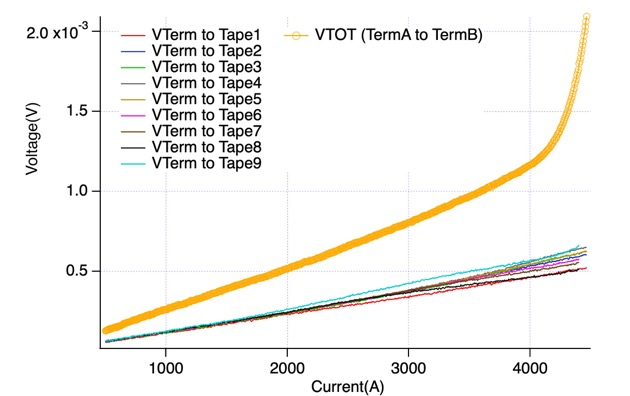 2.0 x10⁻³
1.5
1.0
0.5
Voltage(V)
VTerm to Tape1
VTerm to Tape2
VTerm to Tape3
VTerm to Tape4
VTerm to Tape5
VTerm to Tape6
VTerm to Tape7
VTerm to Tape8
VTerm to Tape9
VTOT (TermA to TermB)
1000 2000 3000 4000
Current(A)